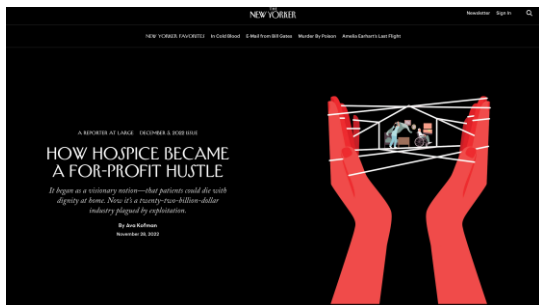 THE
NEW YORKER
Newsletter Sign In
NEW YORKER FAVORITES In Cold Blood E-Mail from Bill Gates Murder By Poison Amelia Earhart's Last Flight
A REPORTER AT LARGE DECEMBER 5, 2022 ISSUE
HOW HOSPICE BECAME
A FOR-PROFIT HUSTLE
It began as a visionary notion—that patients could die with
dignity at home. Now it's a twenty-two-billion-dollar
industry plagued by exploitation.
By Ava Kofman
November 28, 2022